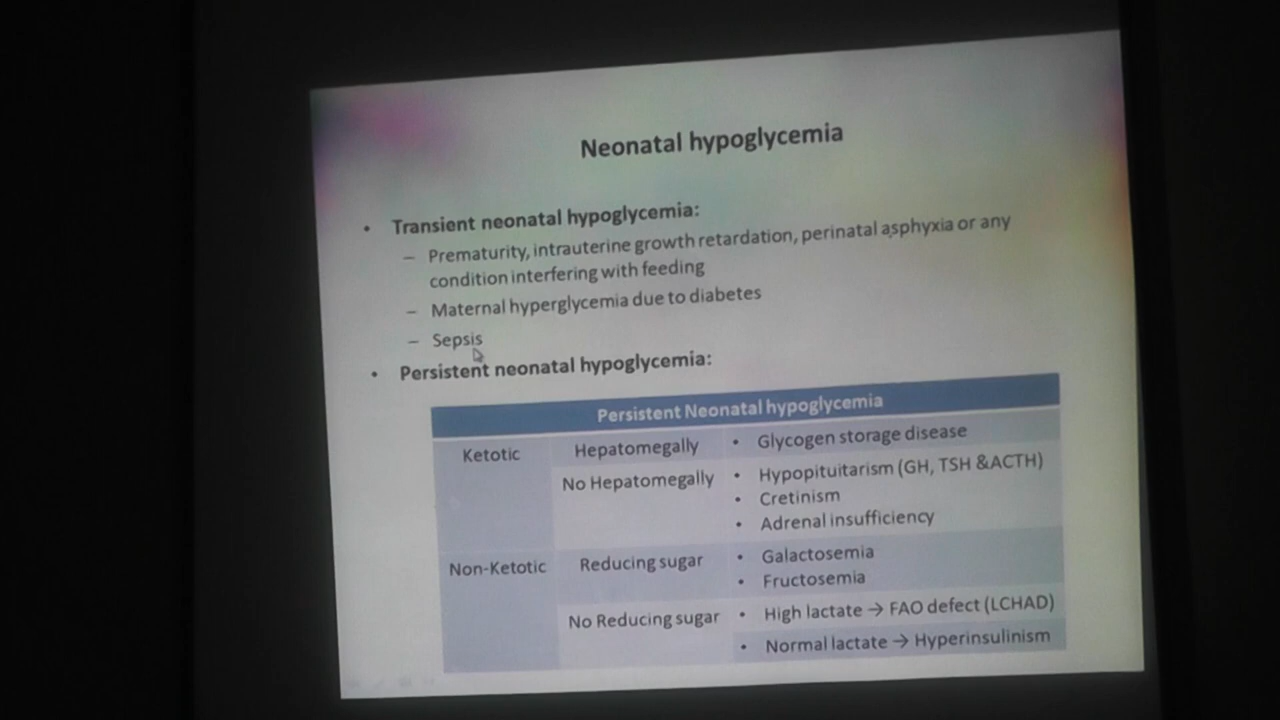 Neonatal hypoglycemia
• Transient neonatal hypoglycemia:
– Prematurity, intrauterine growth retardation, perinatal asphyxia or any
condition interfering with feeding
– Maternal hyperglycemia due to diabetes
– Sepsis
• Persistent neonatal hypoglycemia:
Persistent Neonatal hypoglycemia
Ketotic Hepatomegally • Glycogen storage disease
No Hepatomegally • Hypopituitarism (GH, TSH &ACTH)
• Cretinism
• Adrenal insufficiency
Non-Ketotic Reducing sugar • Galactosemia
• Fructosemia
No Reducing sugar • High lactate → FAO defect (LCHAD)
• Normal lactate → Hyperinsulinism